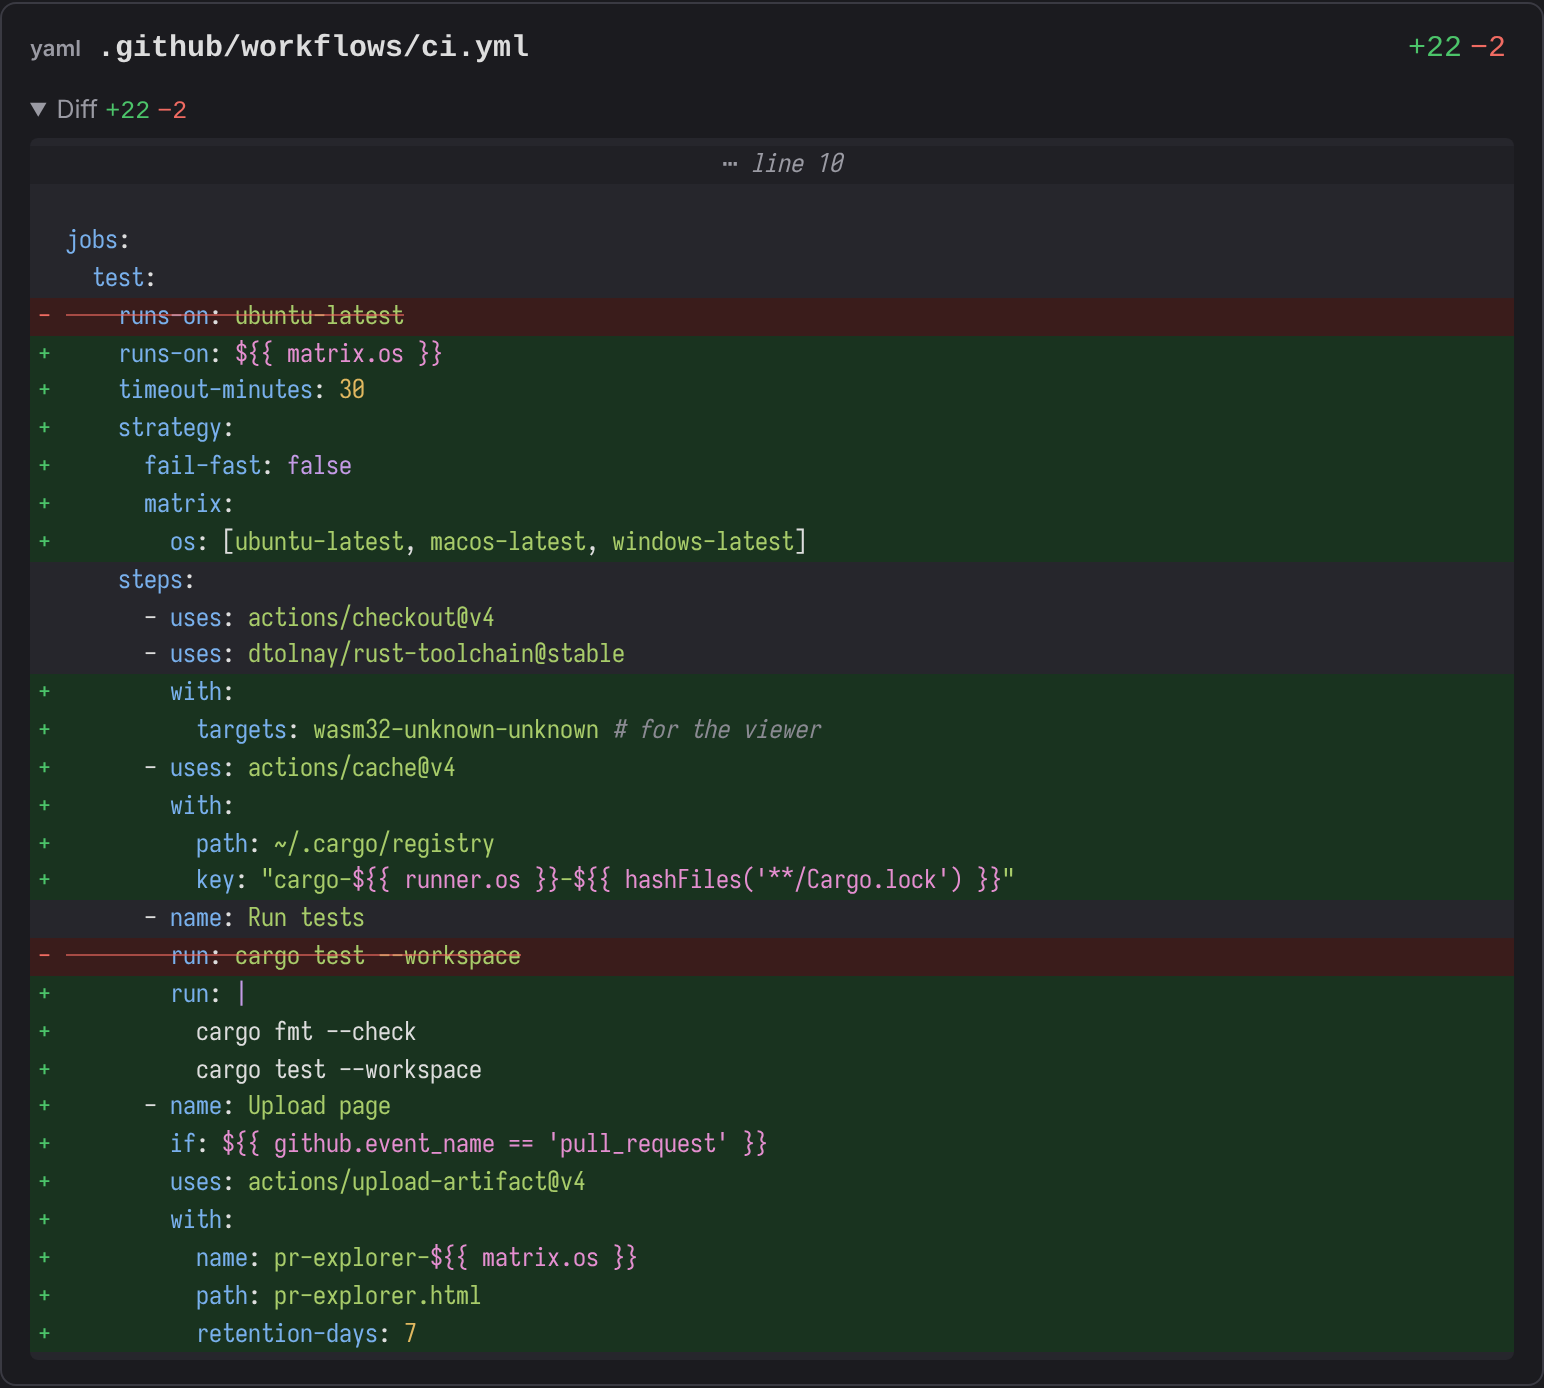 yaml .github/workflows/ci.yml +22 −2
▼ Diff +22 −2
⋯ line 10
jobs:
  test:
-    runs-on: ubuntu-latest
+    runs-on: ${{ matrix.os }}
+    timeout-minutes: 30
+    strategy:
+      fail-fast: false
+      matrix:
+        os: [ubuntu-latest, macos-latest, windows-latest]
    steps:
      - uses: actions/checkout@v4
      - uses: dtolnay/rust-toolchain@stable
+        with:
+          targets: wasm32-unknown-unknown # for the viewer
+      - uses: actions/cache@v4
+        with:
+          path: ~/.cargo/registry
+          key: "cargo-${{ runner.os }}-${{ hashFiles('**/Cargo.lock') }}"
      - name: Run tests
-        run: cargo test --workspace
+        run: |
+          cargo fmt --check
+          cargo test --workspace
+      - name: Upload page
+        if: ${{ github.event_name == 'pull_request' }}
+        uses: actions/upload-artifact@v4
+        with:
+          name: pr-explorer-${{ matrix.os }}
+          path: pr-explorer.html
+          retention-days: 7